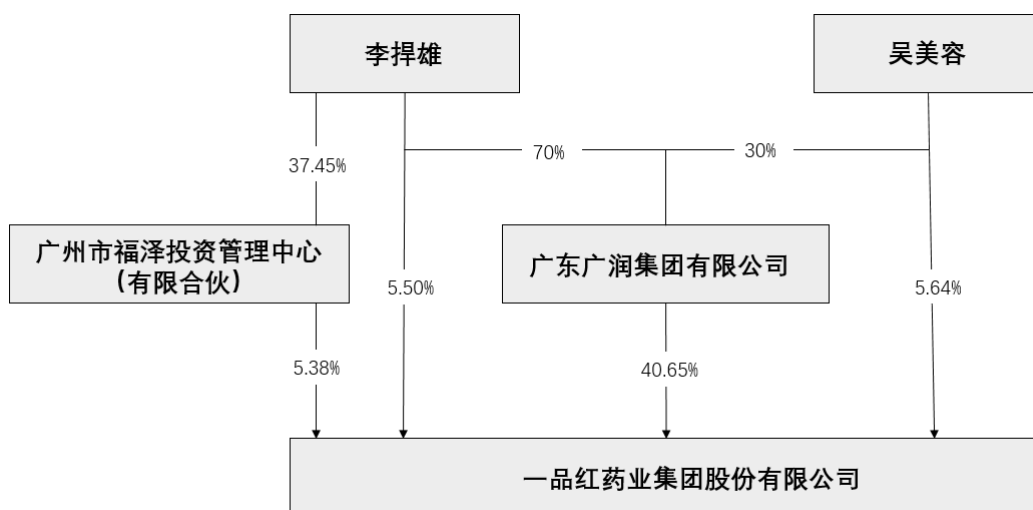 李捍雄
吴美容
70%
30%
37.45%
广州市福泽投资管理中心
(有限合伙)
广东广润集团有限公司
5.50%
5.64%
5.38%
40.65%
一品红药业集团股份有限公司